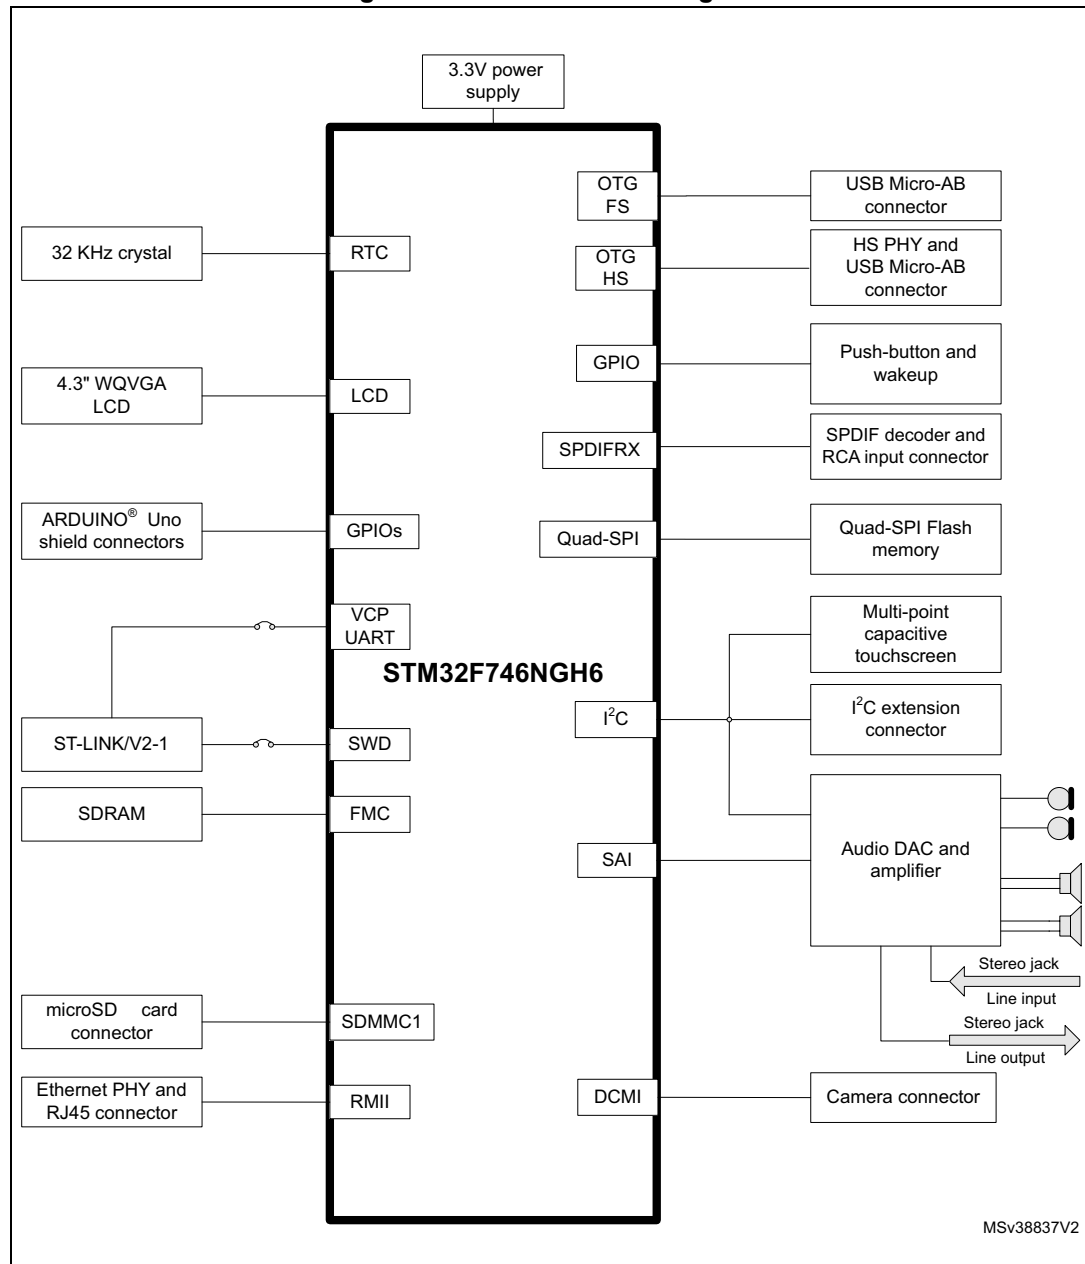 3.3V power
supply
OTG
FS
USB Micro-AB
connector
32 KHz crystal
RTC
OTG
HS
HS PHY and
USB Micro-AB
connector
GPIO
Push-button and
wakeup
4.3" WQVGA
LCD
LCD
SPDIFRX
SPDIF decoder and
RCA input connector
ARDUINO® Uno
shield connectors
GPIOs
Quad-SPI
Quad-SPI Flash
memory
VCP
UART
Multi-point
capacitive
touchscreen
STM32F746NGH6
I²C
I²C extension
connector
ST-LINK/V2-1
SWD
SDRAM
FMC
SAI
Audio DAC and
amplifier
Stereo jack
Line input
Stereo jack
Line output
microSD card
connector
SDMMC1
Ethernet PHY and
RJ45 connector
RMII
DCMI
Camera connector
MSv38837V2